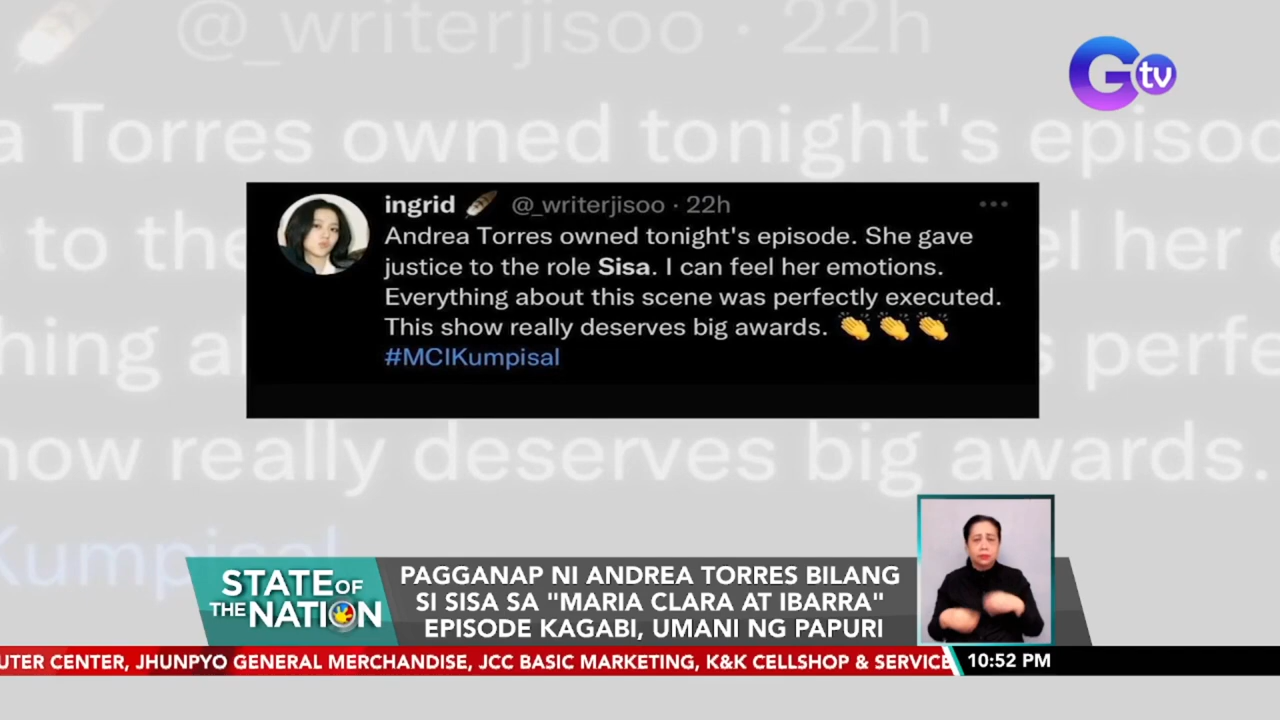 @_writerjisoo · 22h
Torres owned tonight's episod
to the
el her
hing a
perfe
now really deserves big awards.
Kumpisal
Gtv
ingrid @_writerjisoo · 22h
Andrea Torres owned tonight's episode. She gave
justice to the role Sisa. I can feel her emotions.
Everything about this scene was perfectly executed.
This show really deserves big awards. 👏👏👏
#MCIKumpisal
STATE OF
THE NATION
PAGGANAP NI ANDREA TORRES BILANG
SI SISA SA "MARIA CLARA AT IBARRA"
EPISODE KAGABI, UMANI NG PAPURI
UTER CENTER, JHUNPYO GENERAL MERCHANDISE, JCC BASIC MARKETING, K&K CELLSHOP & SERVICE
10:52 PM